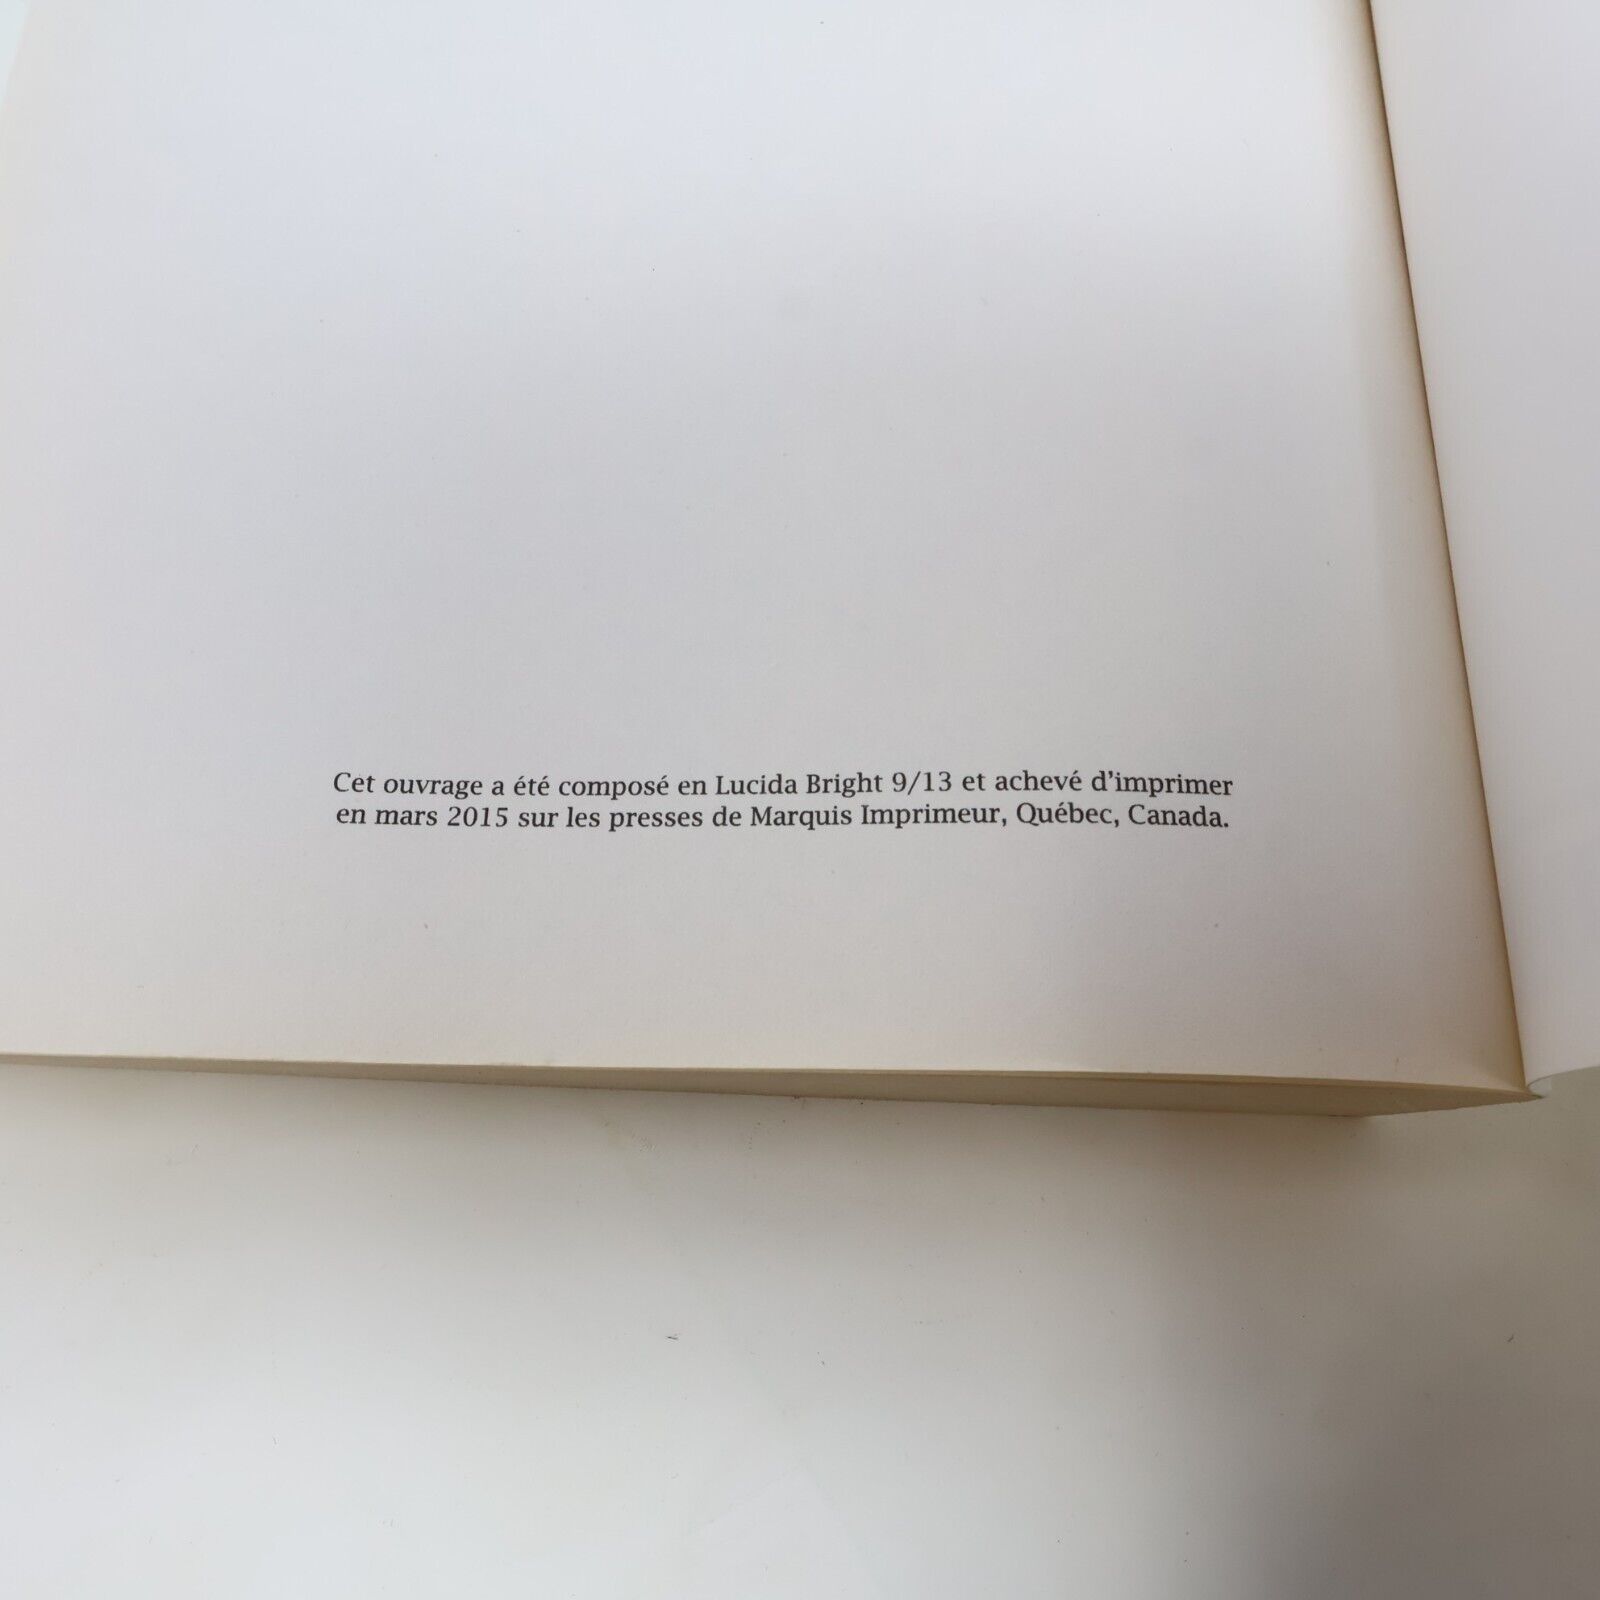 Cet ouvrage a été composé en Lucida Bright 9/13 et achevé d'imprimer
en mars 2015 sur les presses de Marquis Imprimeur, Québec, Canada.